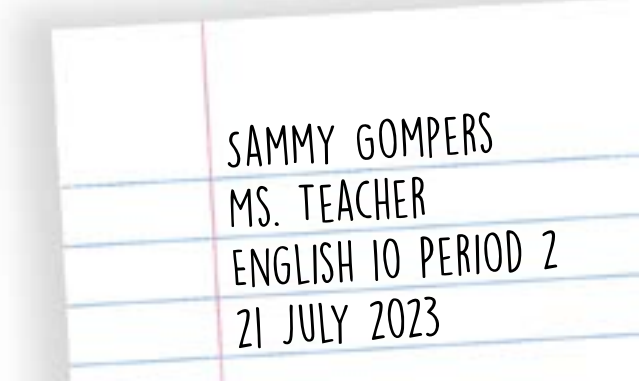 SAMMY GOMPERS
MS. TEACHER
ENGLISH 10 PERIOD 2
21 JULY 2023